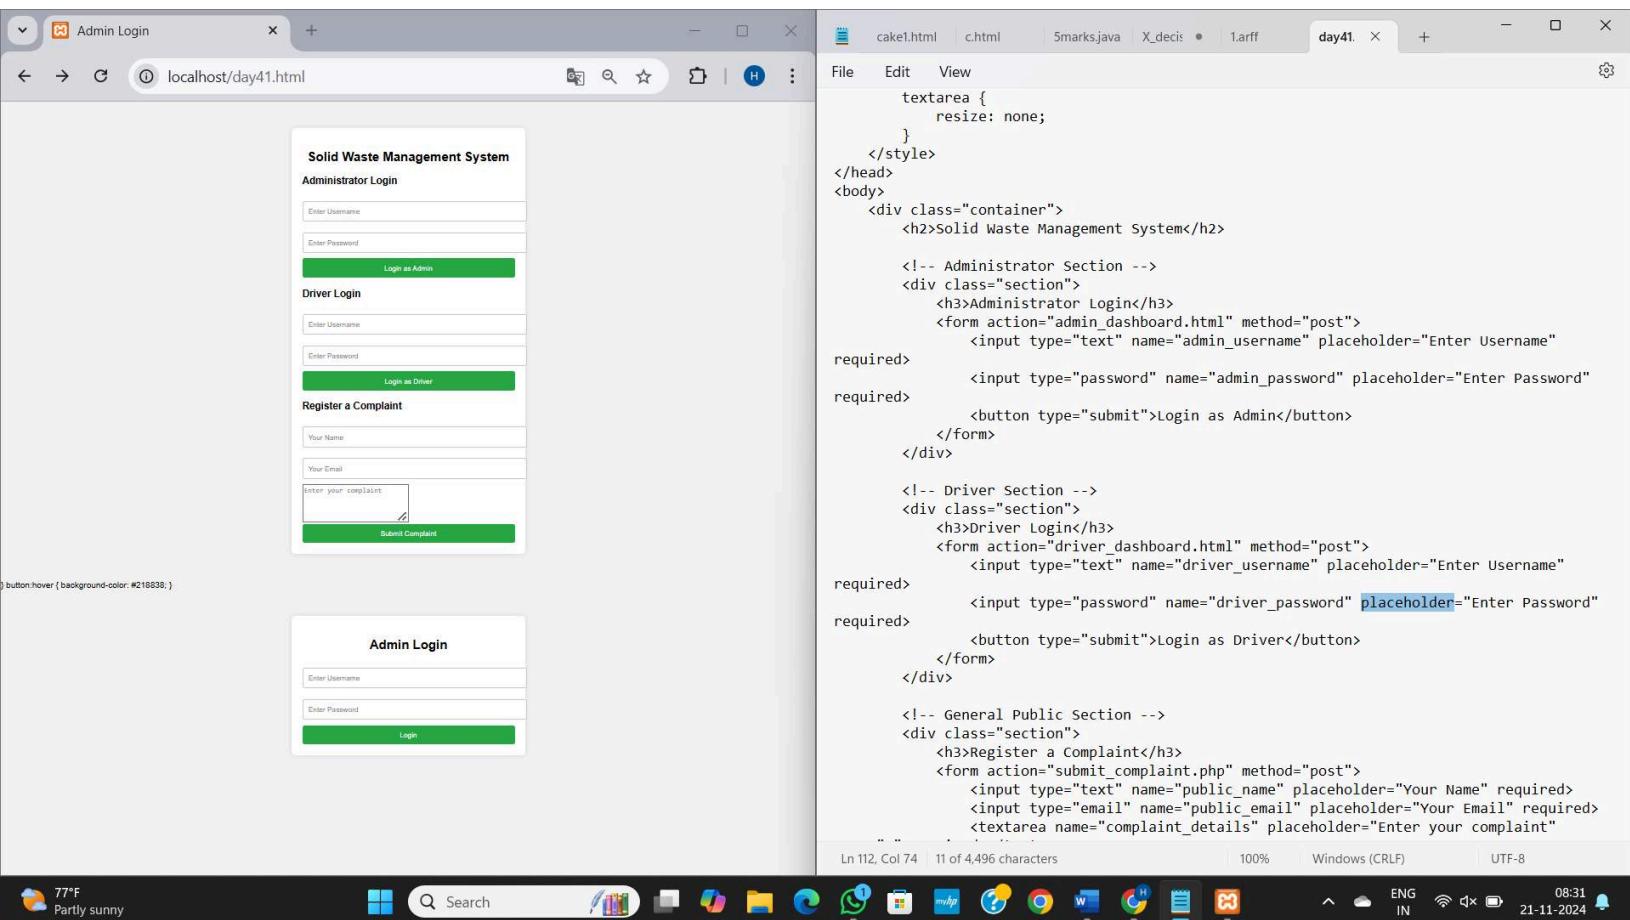 Admin Login
localhost/day41.html
H
Solid Waste Management System
Administrator Login
Enter Username
Enter Password
Login as Admin
Driver Login
Enter Username
Enter Password
Login as Driver
Register a Complaint
Your Name
Your Email
Enter your complaint
Submit Complaint
} button:hover { background-color: #218838; }
Admin Login
Enter Username
Enter Password
Login
cake1.html c.html 5marks.java X_decis 1.arff day41.
File Edit View
textarea {
resize: none;
}
</style>
</head>
<body>
<div class="container">
<h2>Solid Waste Management System</h2>
<!-- Administrator Section -->
<div class="section">
<h3>Administrator Login</h3>
<form action="admin_dashboard.html" method="post">
<input type="text" name="admin_username" placeholder="Enter Username"
required>
<input type="password" name="admin_password" placeholder="Enter Password"
required>
<button type="submit">Login as Admin</button>
</form>
</div>
<!-- Driver Section -->
<div class="section">
<h3>Driver Login</h3>
<form action="driver_dashboard.html" method="post">
<input type="text" name="driver_username" placeholder="Enter Username"
required>
<input type="password" name="driver_password" placeholder="Enter Password"
required>
<button type="submit">Login as Driver</button>
</form>
</div>
<!-- General Public Section -->
<div class="section">
<h3>Register a Complaint</h3>
<form action="submit_complaint.php" method="post">
<input type="text" name="public_name" placeholder="Your Name" required>
<input type="email" name="public_email" placeholder="Your Email" required>
<textarea name="complaint_details" placeholder="Enter your complaint"
Ln 112, Col 74 11 of 4,496 characters 100% Windows (CRLF) UTF-8
77°F
Partly sunny
Search
myhp
1
H
ENG
IN
08:31
21-11-2024